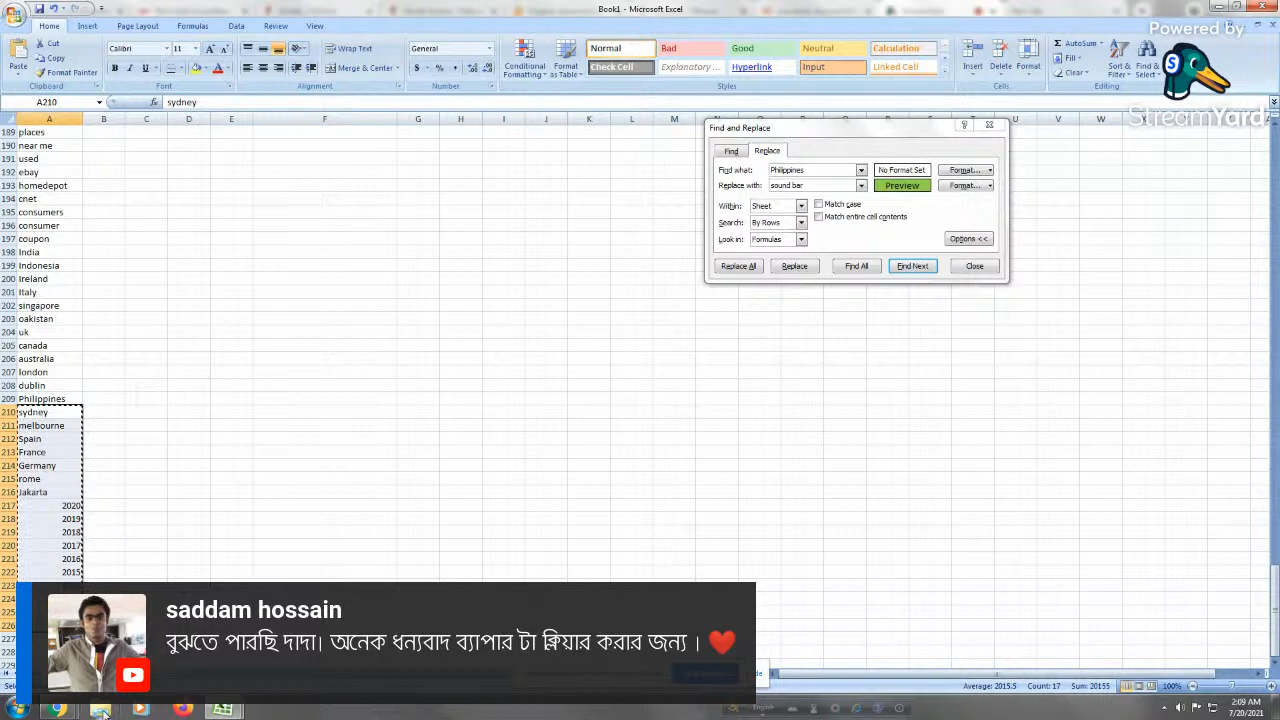 Book1 - Microsoft Excel
Home Insert Page Layout Formulas Data Review View
Powered by
StreamYard
Paste
Cut
Copy
Format Painter
Calibri 11
Wrap Text
Merge & Center
General
Conditional Formatting
Format as Table
Normal Bad Good Neutral Calculation
Check Cell Explanatory ... Hyperlink Input Linked Cell
Insert Delete Format
AutoSum
Fill
Clear
Sort & Filter
Find & Select
Clipboard Font Alignment Number Styles Cells Editing
A210 fx sydney
A B C D E F G H I J K L M U V W
189 places
190 near me
191 used
192 ebay
193 homedepot
194 cnet
195 consumers
196 consumer
197 coupon
198 India
199 Indonesia
200 Ireland
201 Italy
202 singapore
203 oakistan
204 uk
205 canada
206 australia
207 london
208 dublin
209 Philippines
210 sydney
211 melbourne
212 Spain
213 France
214 Germany
215 rome
216 Jakarta
217 2020
218 2019
219 2018
220 2017
221 2016
222 2015
Find and Replace
Find Replace
Find what: Philippines No Format Set Format...
Replace with: sound bar Preview Format...
Within: Sheet Match case
Search: By Rows Match entire cell contents
Look in: Formulas Options <<
Replace All Replace Find All Find Next Close
saddam hossain
বুঝতে পারছি দাদা। অনেক ধন্যবাদ ব্যাপার টা ক্লিয়ার করার জন্য । ❤️
Average: 2015.5 Count: 17 Sum: 20155 100%
English
2:09 AM
7/20/2021